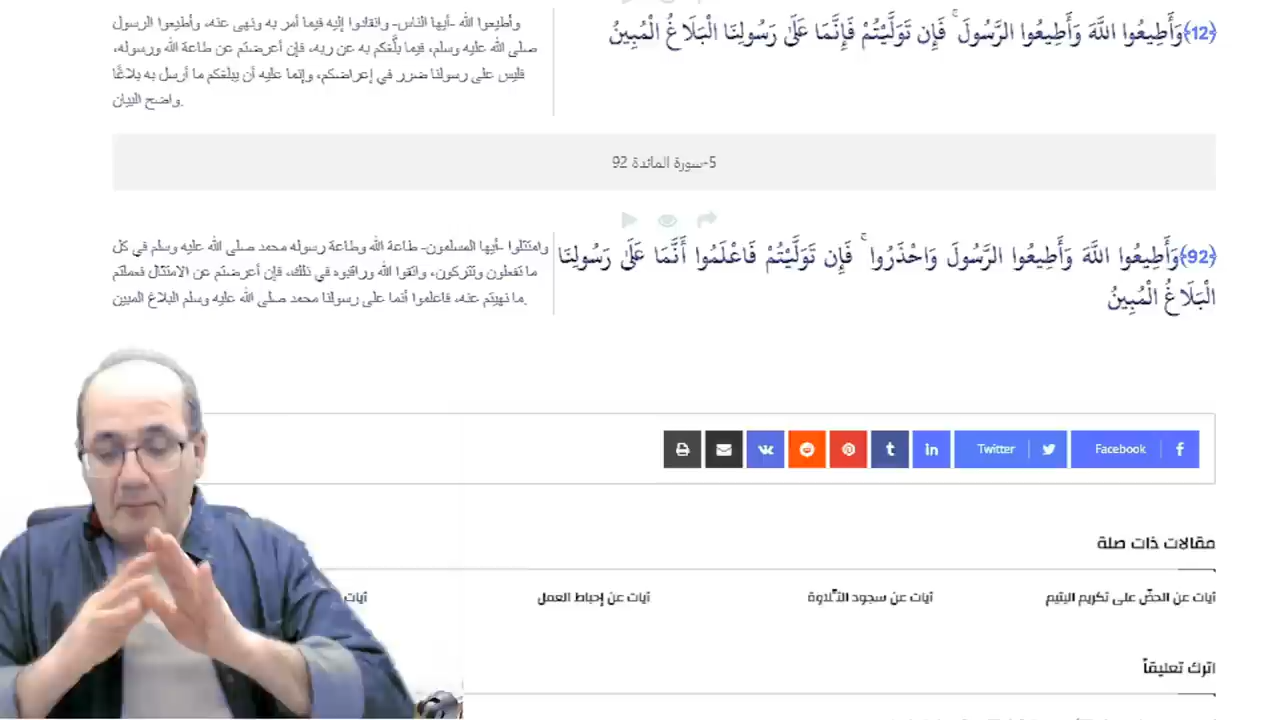 ﴿12﴾وَأَطِيعُوا اللَّهَ وَأَطِيعُوا الرَّسُولَ ۚ فَإِن تَوَلَّيْتُمْ فَإِنَّمَا عَلَىٰ رَسُولِنَا الْبَلَاغُ الْمُبِينُ
وأطيعوا الله -أيها الناس- وانقادوا إليه فيما أمر به ونهى عنه، وأطيعوا الرسول
صلى الله عليه وسلم، فيما بلَّغكم به عن ربه، فإن أعرضتم عن طاعة الله ورسوله،
فليس على رسولنا ضرر في إعراضكم، وإنما عليه أن يبلغكم ما أرسل به بلاغًا
واضح البيان.
5-سورة المائدة 92
﴿92﴾وَأَطِيعُوا اللَّهَ وَأَطِيعُوا الرَّسُولَ وَاحْذَرُوا ۚ فَإِن تَوَلَّيْتُمْ فَاعْلَمُوا أَنَّمَا عَلَىٰ رَسُولِنَا
الْبَلَاغُ الْمُبِينُ
وامتثلوا -أيها المسلمون- طاعة الله وطاعة رسوله محمد صلى الله عليه وسلم في كل
ما تفعلون وتتركون، واتقوا الله وراقبوه في ذلك، فإن أعرضتم عن الامتثال فعملتم
ما نهيتم عنه، فاعلموا أنما على رسولنا محمد صلى الله عليه وسلم البلاغ المبين.
Facebook
Twitter
مقالات ذات صلة
آيات عن الحضّ على تكريم اليتيم
آيات عن سجود التّلاوة
آيات عن إحباط العمل
آيات
اترك تعليقاً